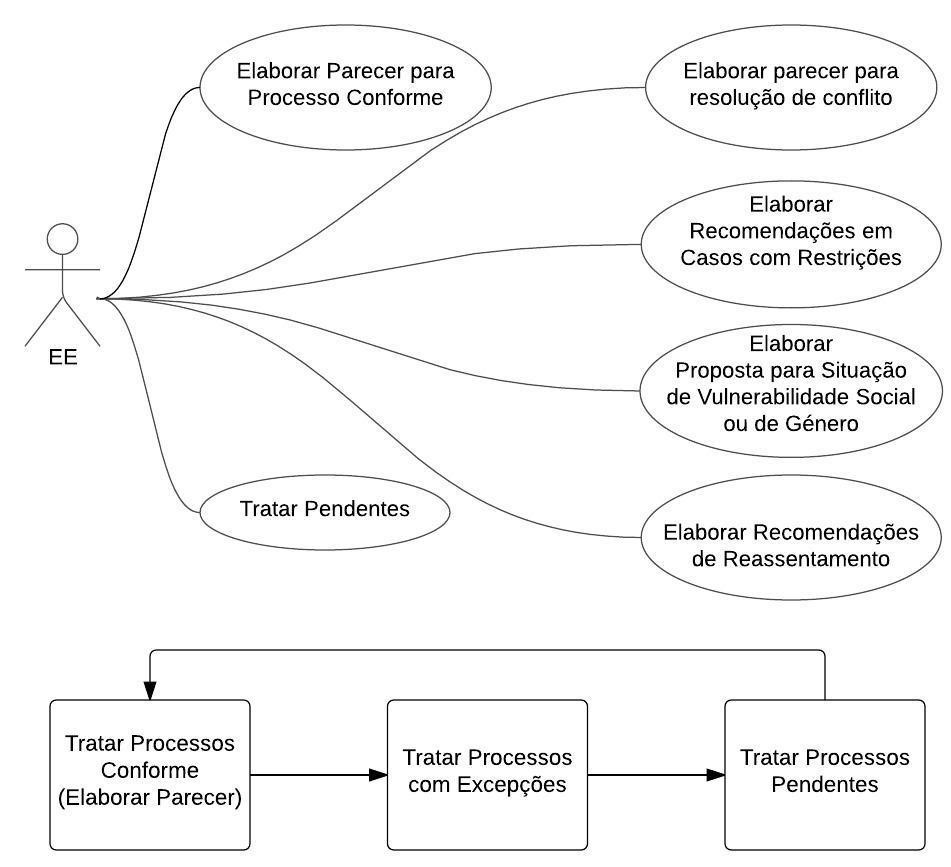 Elaborar Parecer para
Processo Conforme
Elaborar parecer para
resolução de conflito
Elaborar
Recomendações em
Casos com Restrições
EE
Elaborar
Proposta para Situação
de Vulnerabilidade Social
ou de Género
Tratar Pendentes
Elaborar Recomendações
de Reassentamento
Tratar Processos
Conforme
(Elaborar Parecer)
Tratar Processos
com Excepções
Tratar Processos
Pendentes